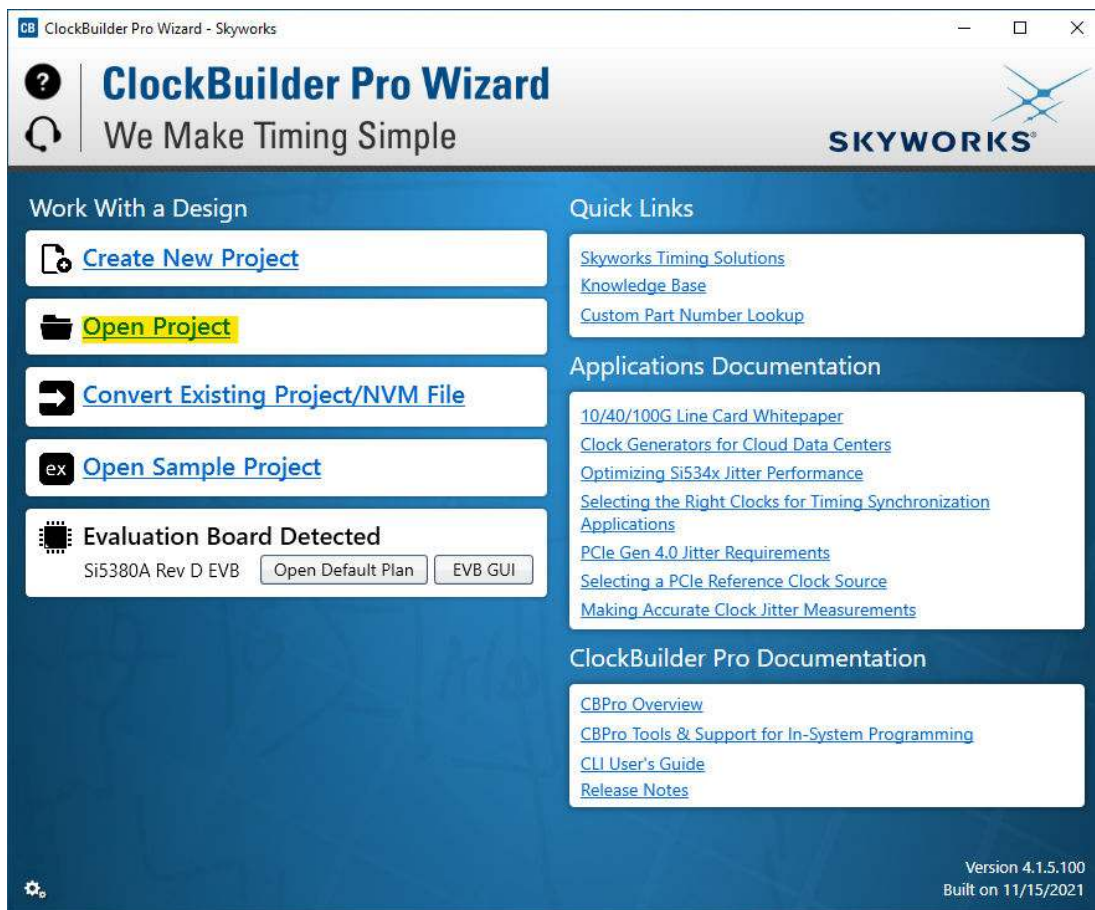 CB ClockBuilder Pro Wizard - Skyworks
?
ClockBuilder Pro Wizard
We Make Timing Simple
SKYWORKS®
Work With a Design
Create New Project
Open Project
Convert Existing Project/NVM File
ex Open Sample Project
Evaluation Board Detected
Si5380A Rev D EVB Open Default Plan EVB GUI
Quick Links
Skyworks Timing Solutions
Knowledge Base
Custom Part Number Lookup
Applications Documentation
10/40/100G Line Card Whitepaper
Clock Generators for Cloud Data Centers
Optimizing Si534x Jitter Performance
Selecting the Right Clocks for Timing Synchronization
Applications
PCIe Gen 4.0 Jitter Requirements
Selecting a PCIe Reference Clock Source
Making Accurate Clock Jitter Measurements
ClockBuilder Pro Documentation
CBPro Overview
CBPro Tools & Support for In-System Programming
CLI User's Guide
Release Notes
Version 4.1.5.100
Built on 11/15/2021